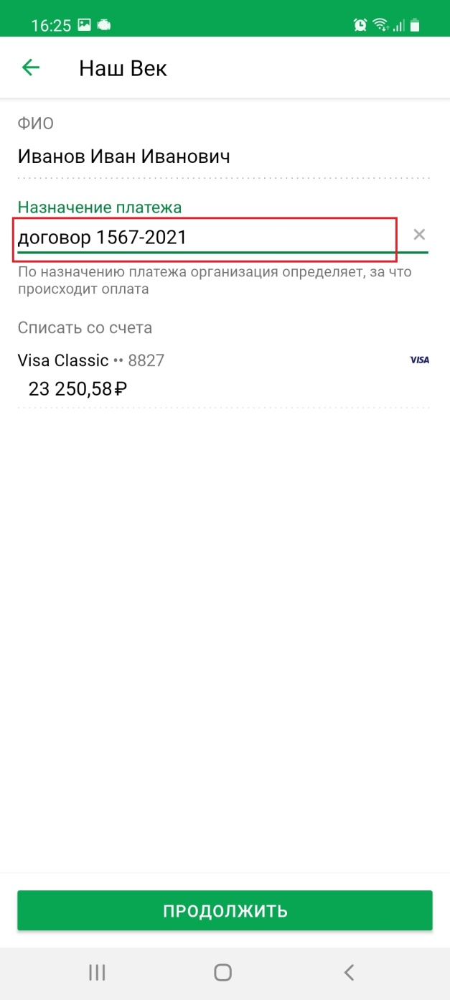 16:25
Наш Век
ФИО
Иванов Иван Иванович
Назначение платежа
договор 1567-2021
По назначению платежа организация определяет, за что
происходит оплата
Списать со счета
Visa Classic •• 8827
VISA
23 250,58 ₽
ПРОДОЛЖИТЬ